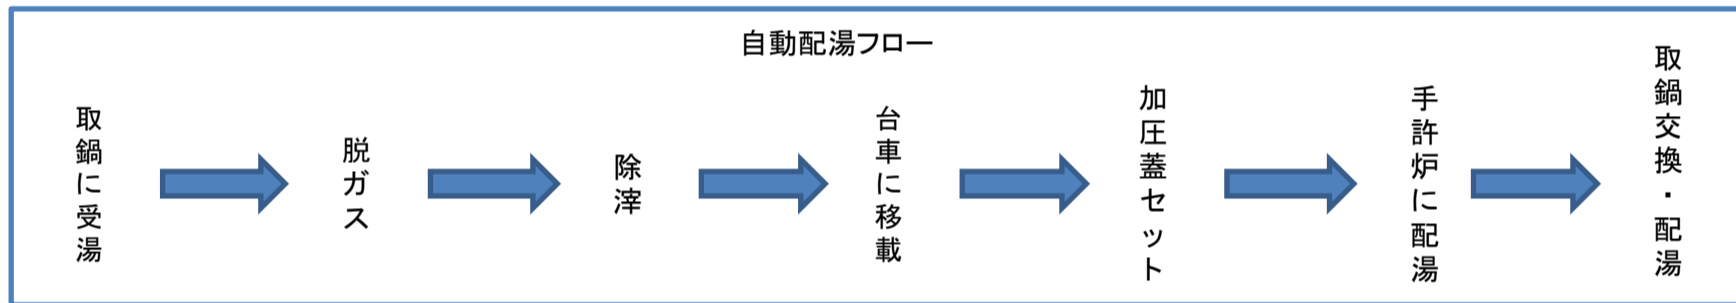 自動配湯フロー
取鍋に受湯
脱ガス
除滓
台車に移載
加圧蓋セット
手許炉に配湯
取鍋交換・配湯